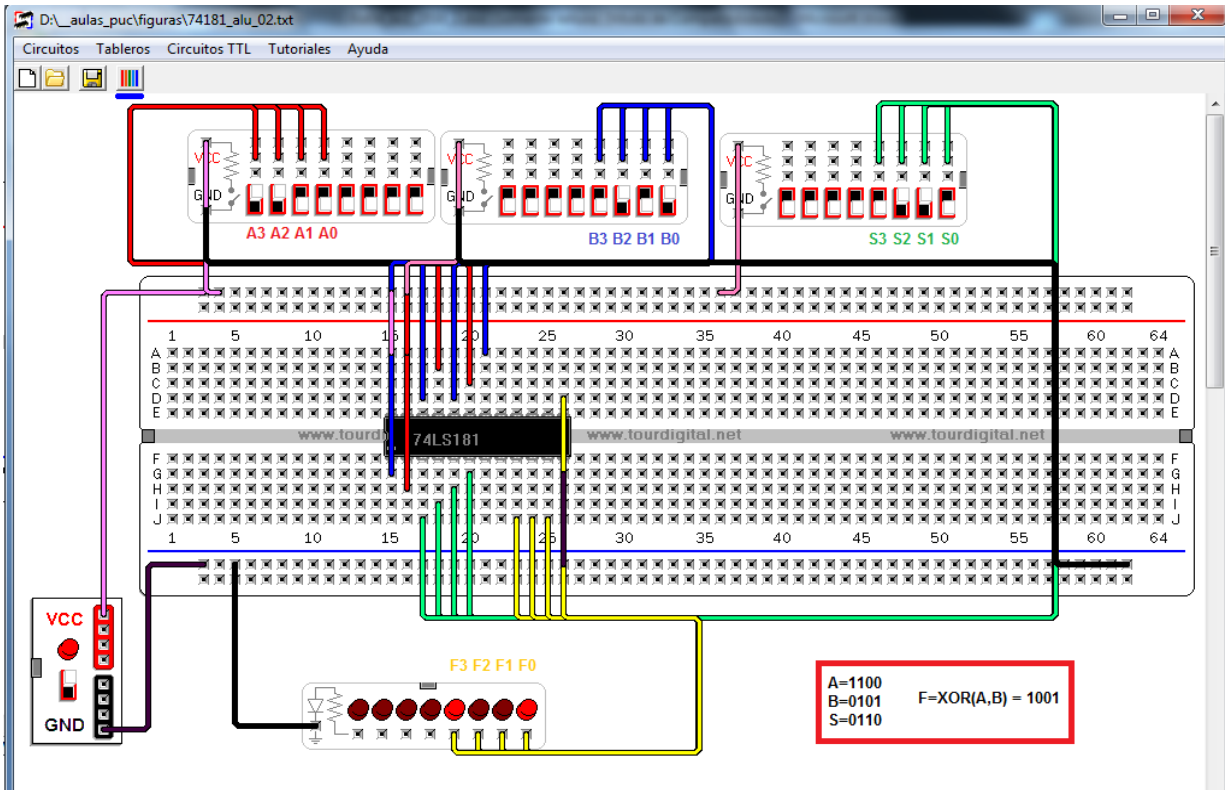 D:\__aulas_puc\figuras\74181_alu_02.txt
Circuitos Tableros Circuitos TTL Tutoriales Ayuda
VCC VCC VCC
GND GND GND
A3 A2 A1 A0 B3 B2 B1 B0 S3 S2 S1 S0
1 5 10 15 20 25 30 35 40 45 50 55 60 64
A A
B B
C C
D D
E E
www.tourd 74LS181 www.tourdigital.net www.tourdigital.net
F F
G G
H H
I I
J J
1 5 10 15 20 25 30 35 40 45 50 55 60 64
VCC
GND
F3 F2 F1 F0
A=1100
B=0101 F=XOR(A,B) = 1001
S=0110